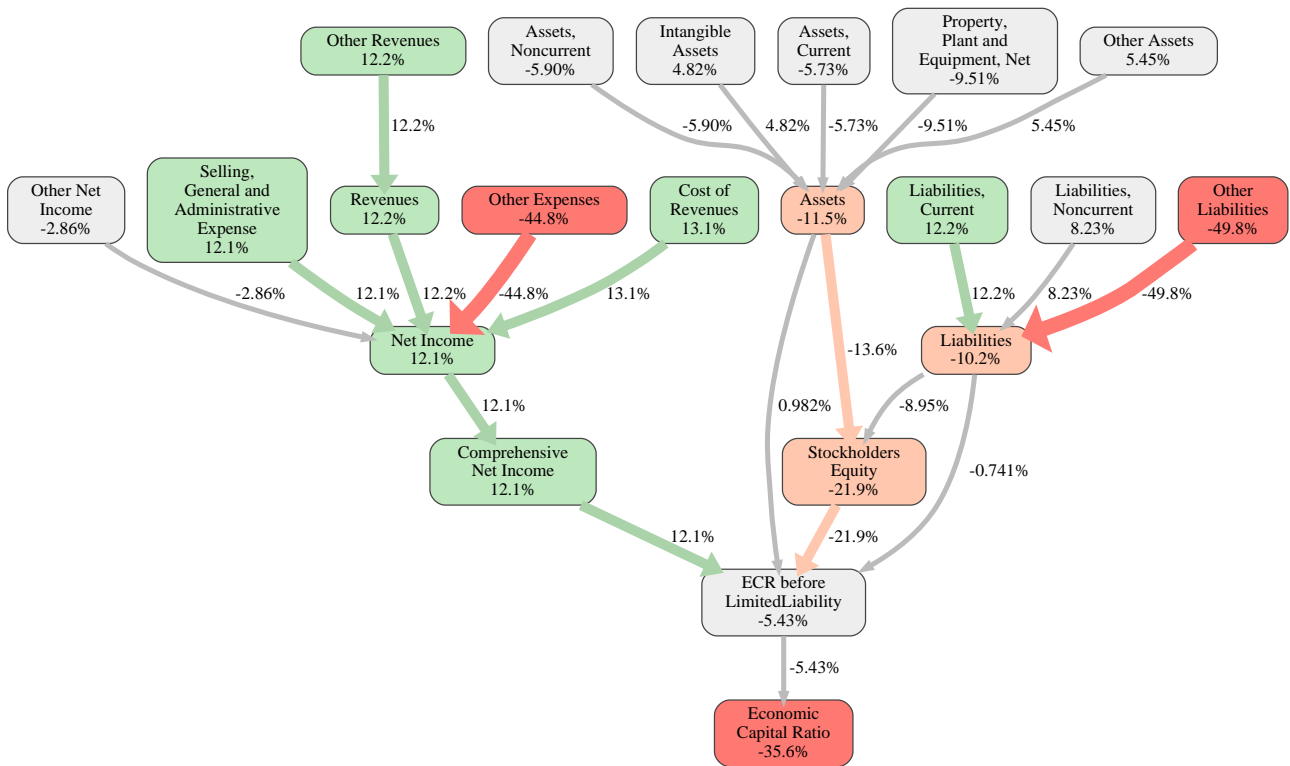 Other Revenues
12.2%
Assets,
Noncurrent
-5.90%
Intangible
Assets
4.82%
Assets,
Current
-5.73%
Property,
Plant and
Equipment, Net
-9.51%
Other Assets
5.45%
12.2%
-5.90%
4.82%
-5.73%
-9.51%
5.45%
Other Net
Income
-2.86%
Selling,
General and
Administrative
Expense
12.1%
Revenues
12.2%
Other Expenses
-44.8%
Cost of
Revenues
13.1%
Assets
-11.5%
Liabilities,
Current
12.2%
Liabilities,
Noncurrent
8.23%
Other
Liabilities
-49.8%
-2.86%
12.1%
12.2%
-44.8%
13.1%
12.2%
8.23%
-49.8%
Net Income
12.1%
-13.6%
Liabilities
-10.2%
12.1%
0.982%
-8.95%
Comprehensive
Net Income
12.1%
Stockholders
Equity
-21.9%
-0.741%
12.1%
-21.9%
ECR before
LimitedLiability
-5.43%
-5.43%
Economic
Capital Ratio
-35.6%